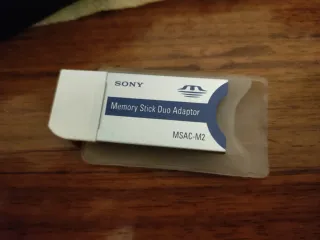 SONY
Memory Stick Duo Adaptor
MSAC-M2